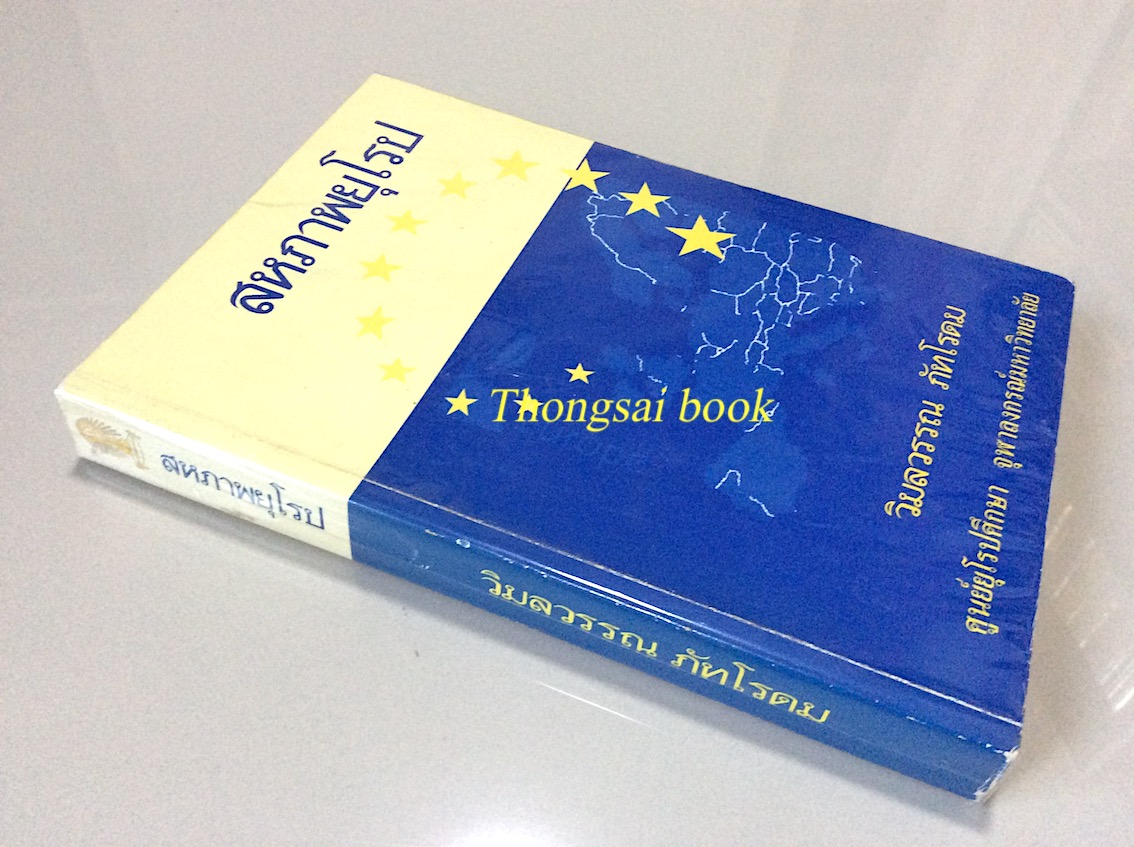 สหภาพยุโรป
วิมลวรรณ ภัทโรดม
ศูนย์ยุโรปศึกษา จุฬาลงกรณ์มหาวิทยาลัย
สหภาพยุโรป
วิมลวรรณ ภัทโรดม
Thongsai book